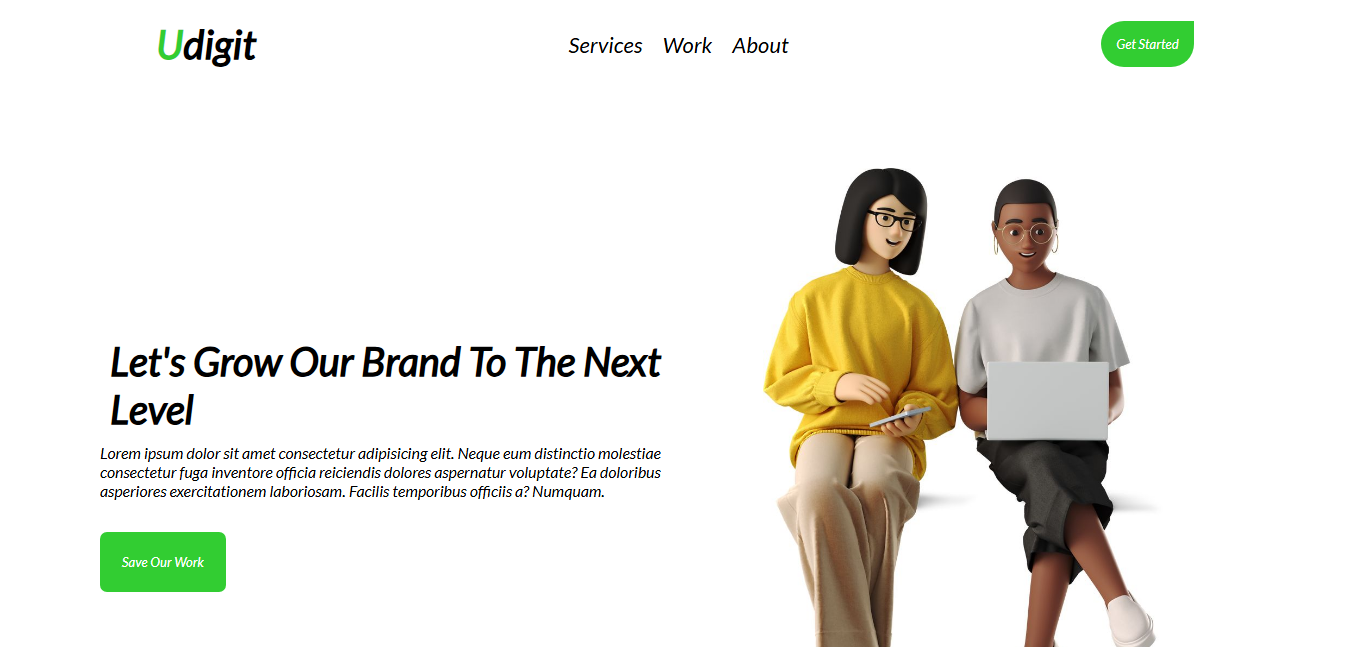 Udigit
Services Work About
Get Started
Let's Grow Our Brand To The Next
Level
Lorem ipsum dolor sit amet consectetur adipisicing elit. Neque eum distinctio molestiae
consectetur fuga inventore officia reiciendis dolores aspernatur voluptate? Ea doloribus
asperiores exercitationem laboriosam. Facilis temporibus officiis a? Numquam.
Save Our Work